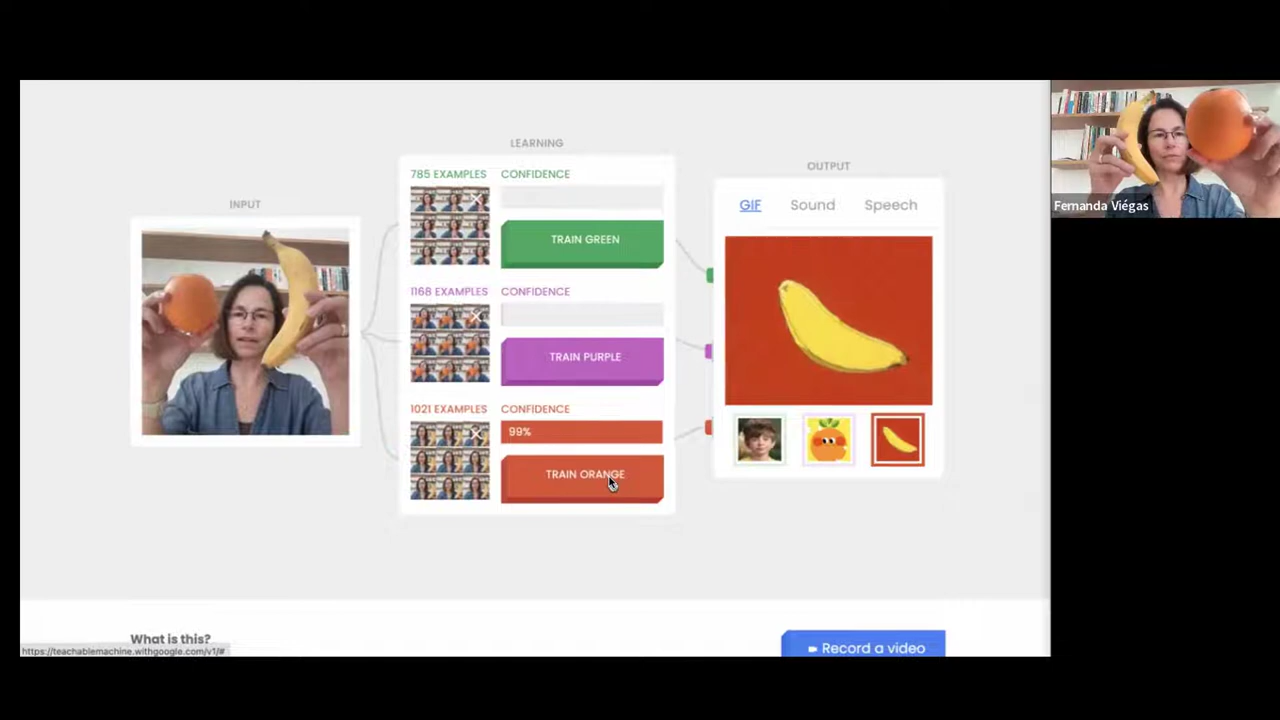 LEARNING
785 EXAMPLES CONFIDENCE
TRAIN GREEN
1168 EXAMPLES CONFIDENCE
TRAIN PURPLE
1021 EXAMPLES CONFIDENCE
99%
TRAIN ORANGE
INPUT
OUTPUT
GIF Sound Speech
Fernanda Viégas
What is this?
https://teachablemachine.withgoogle.com/v1/#
Record a video